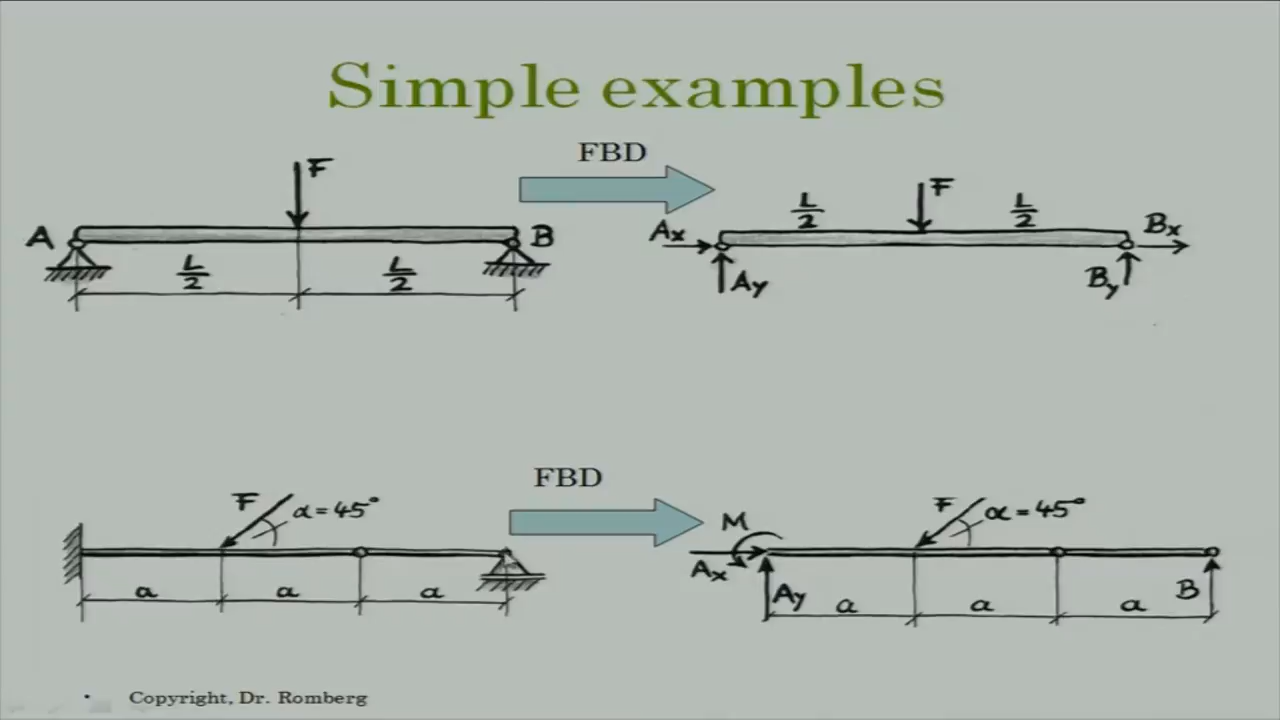 Simple examples
FBD
F
A
B
L/2
L/2
F
L/2
L/2
Ax
Ay
Bx
By
FBD
F
α = 45°
a
a
a
M
F
α = 45°
Ax
Ay
B
a
a
a
• Copyright, Dr. Romberg